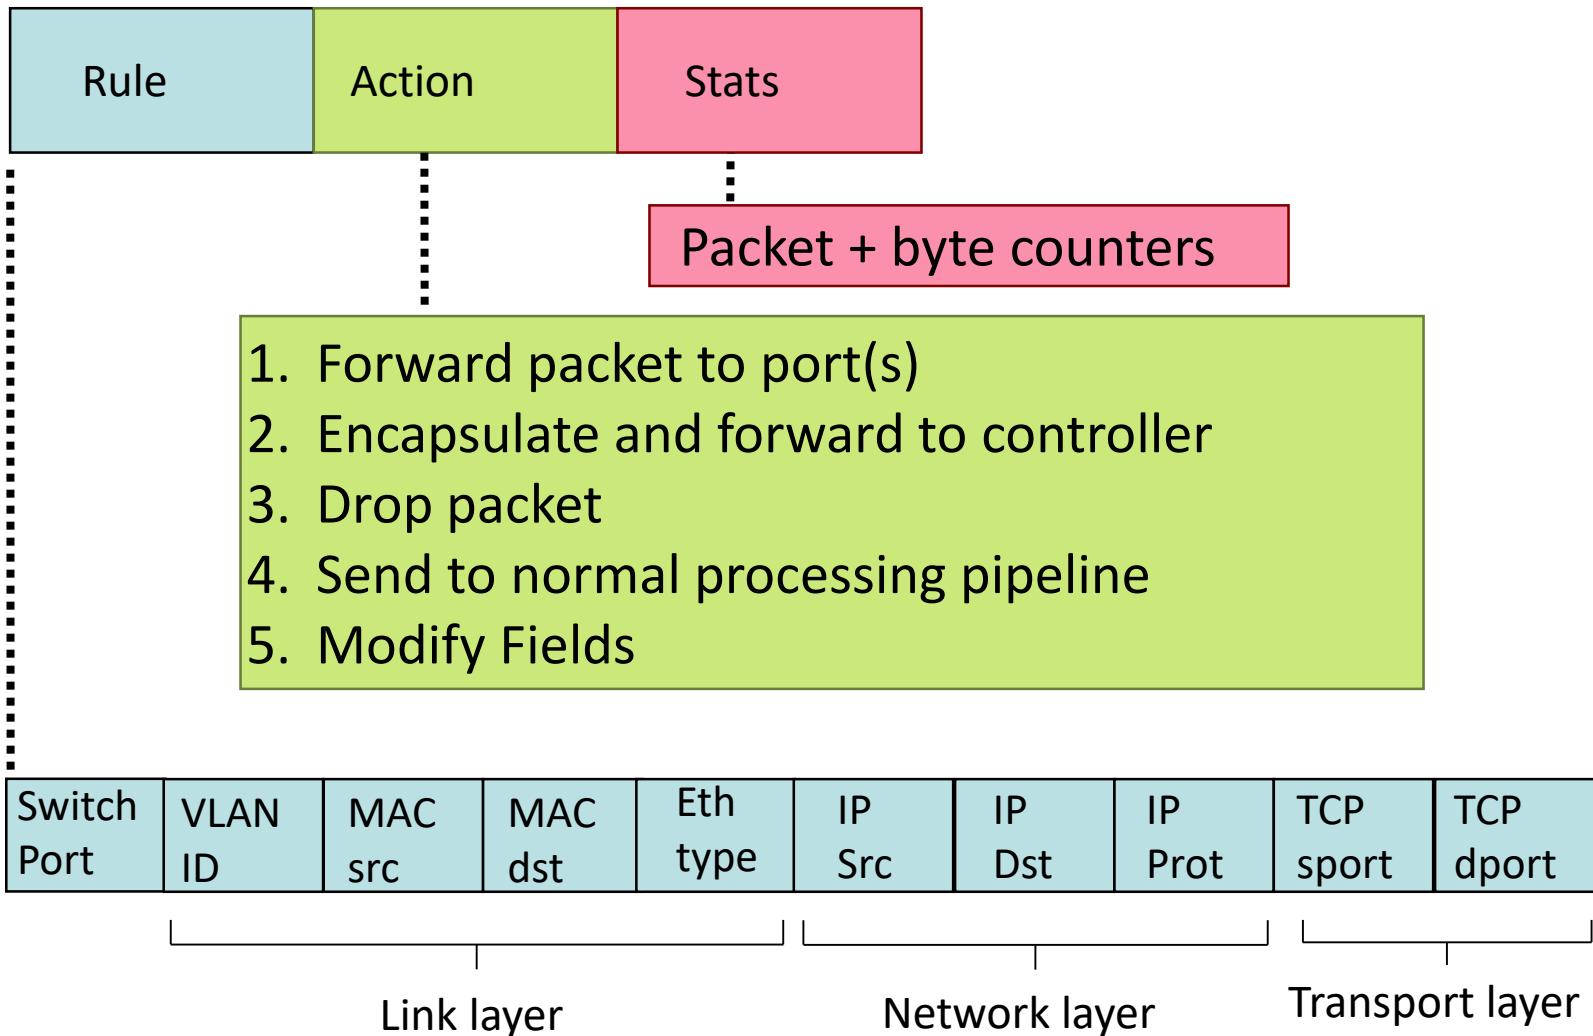 Rule
Action
Stats
Packet + byte counters
1. Forward packet to port(s)
2. Encapsulate and forward to controller
3. Drop packet
4. Send to normal processing pipeline
5. Modify Fields
Switch
Port
VLAN
ID
MAC
src
MAC
dst
Eth
type
IP
Src
IP
Dst
IP
Prot
TCP
sport
TCP
dport
Link layer
Network layer
Transport layer